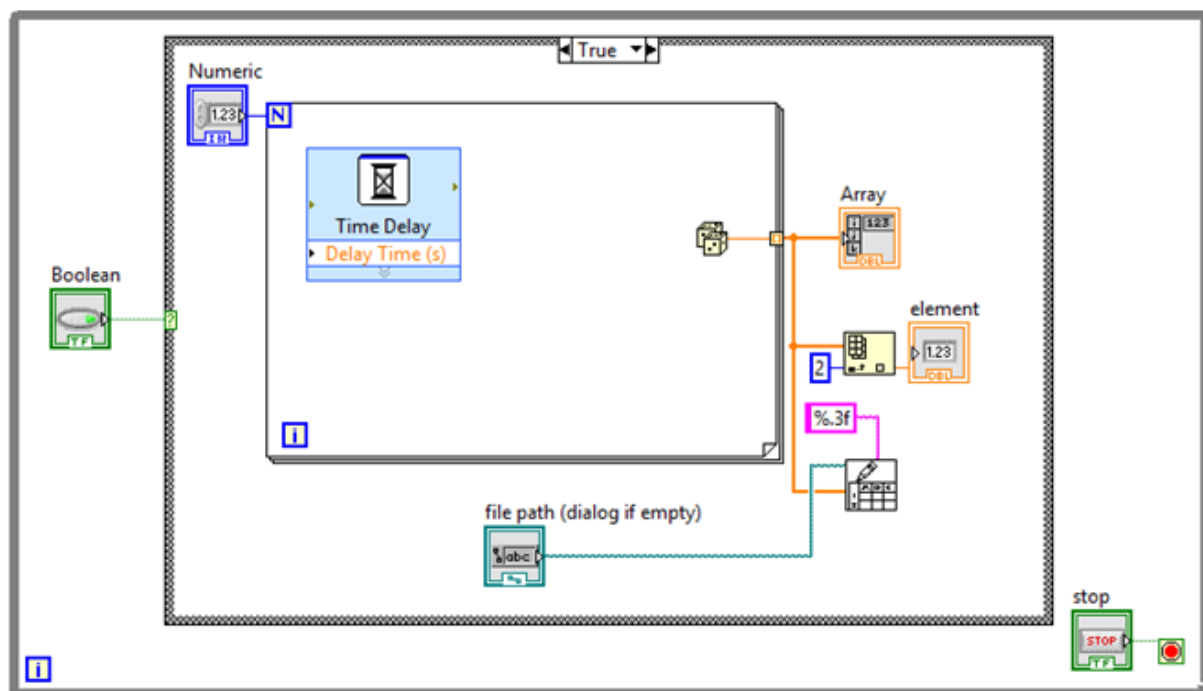 True
Numeric
1.23
N
Time Delay
Delay Time (s)
Array
123
DBL
Boolean
?
TF
element
2
1.23
DBL
%.3f
i
file path (dialog if empty)
abc
stop
STOP
TF
i